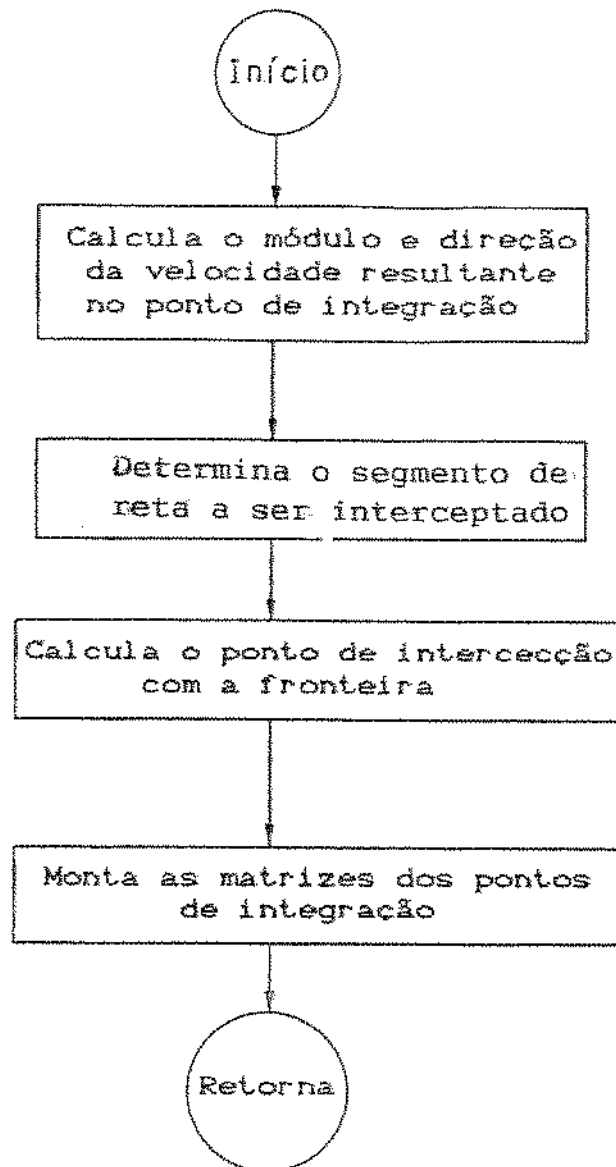 Início
Calcula o módulo e direção
da velocidade resultante
no ponto de integração
Determina o segmento de
reta a ser interceptado
Calcula o ponto de intercecção
com a fronteira
Monta as matrizes dos pontos
de integração
Retorna